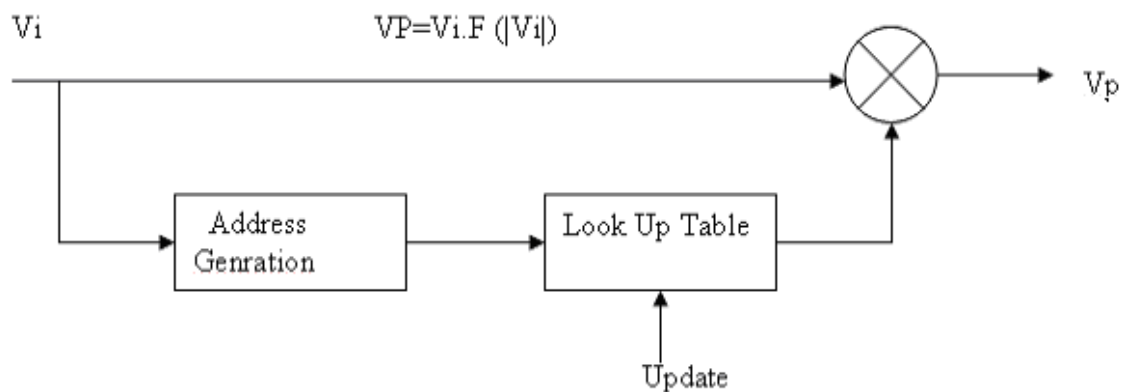 Vi
VP=Vi.F (|Vi|)
Vp
Address
Genration
Look Up Table
Update